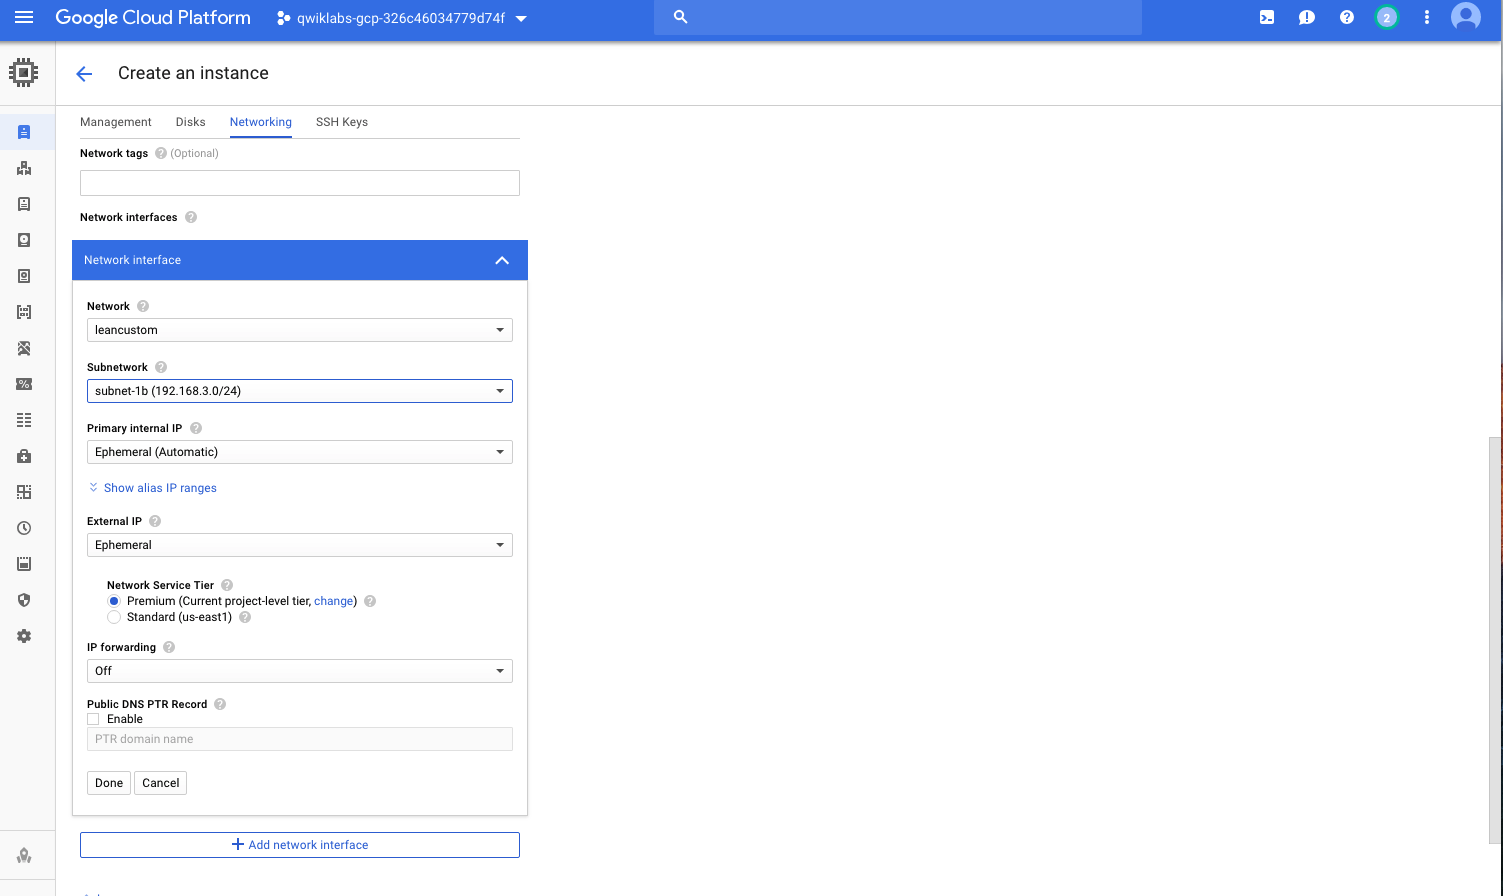 Google Cloud Platform
qwiklabs-gcp-326c46034779d74f
2
Create an instance
Management Disks Networking SSH Keys
Network tags ? (Optional)
Network interfaces ?
Network interface
Network ?
leancustom
Subnetwork ?
subnet-1b (192.168.3.0/24)
Primary internal IP ?
Ephemeral (Automatic)
Show alias IP ranges
External IP ?
Ephemeral
Network Service Tier ?
Premium (Current project-level tier, change) ?
Standard (us-east1) ?
IP forwarding ?
Off
Public DNS PTR Record ?
Enable
PTR domain name
Done Cancel
+ Add network interface